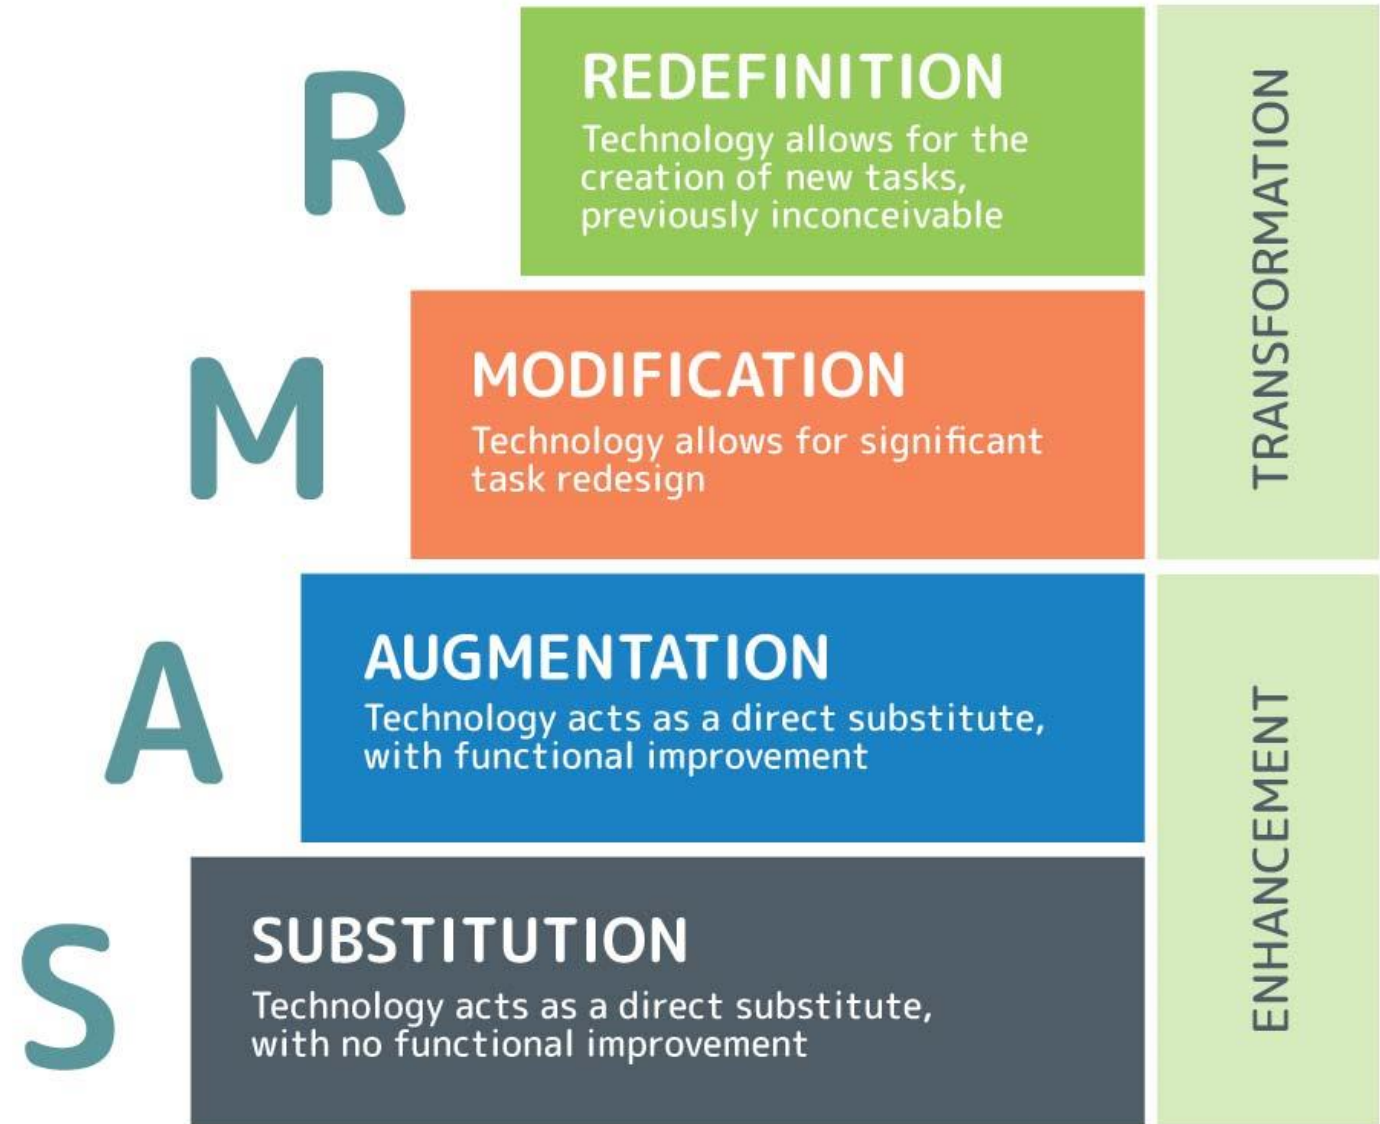 R
REDEFINITION
Technology allows for the
creation of new tasks,
previously inconceivable
M
MODIFICATION
Technology allows for significant
task redesign
TRANSFORMATION
A
AUGMENTATION
Technology acts as a direct substitute,
with functional improvement
S
SUBSTITUTION
Technology acts as a direct substitute,
with no functional improvement
ENHANCEMENT